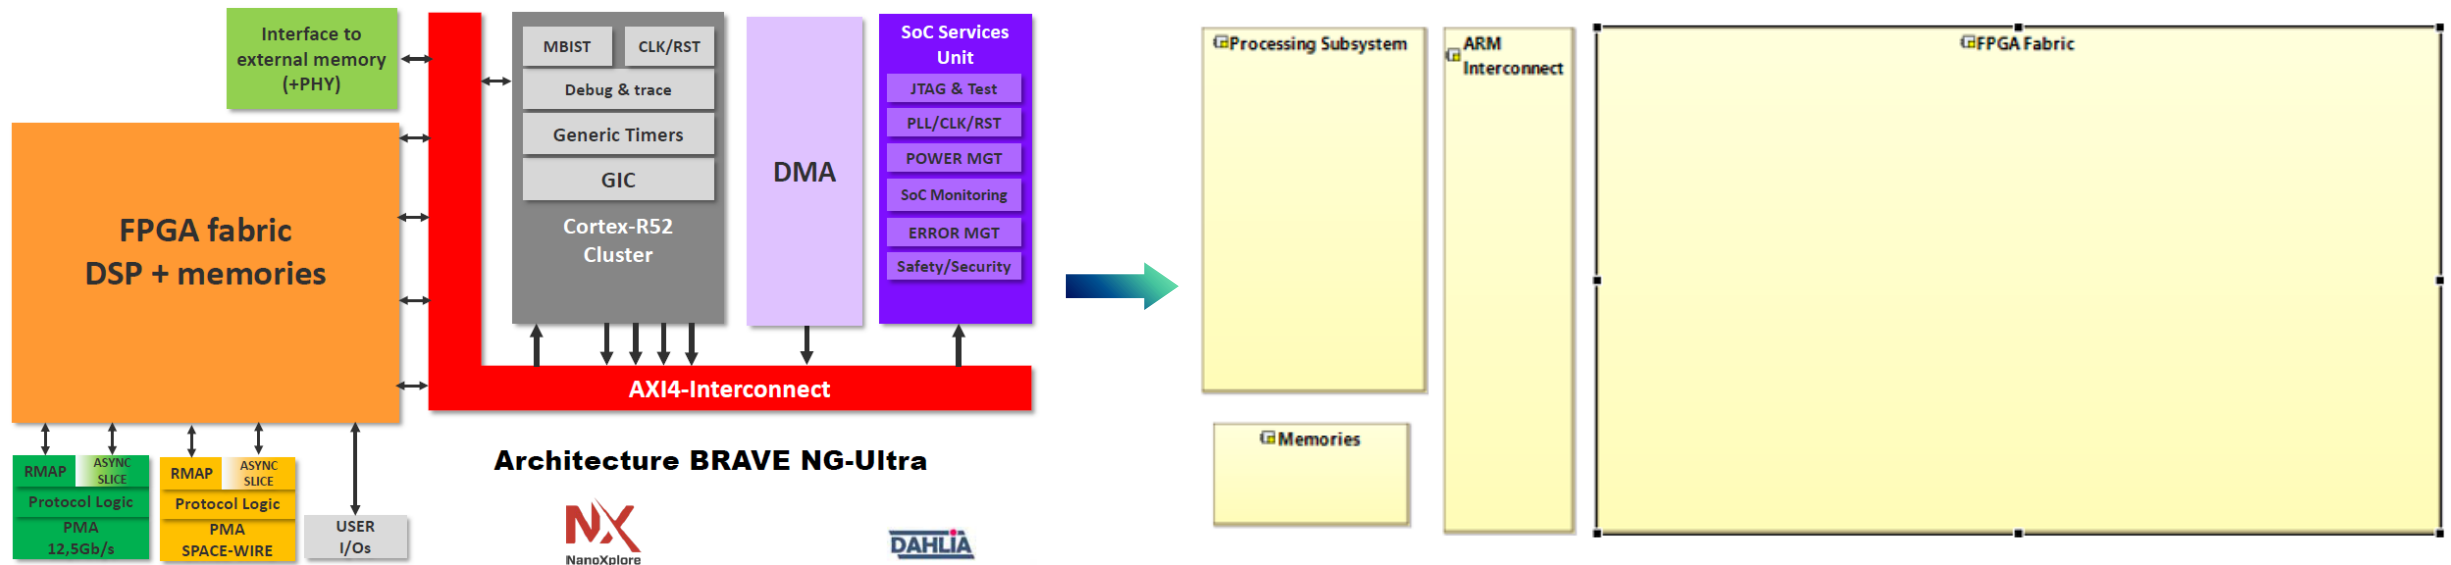 Interface to
external memory
(+PHY)
FPGA fabric
DSP + memories
RMAP
ASYNC
SLICE
Protocol Logic
PMA
12,5Gb/s
RMAP
ASYNC
SLICE
Protocol Logic
PMA
SPACE-WIRE
USER
I/Os
MBIST
CLK/RST
Debug & trace
Generic Timers
GIC
Cortex-R52
Cluster
DMA
SoC Services
Unit
JTAG & Test
PLL/CLK/RST
POWER MGT
SoC Monitoring
ERROR MGT
Safety/Security
AXI4-Interconnect
Architecture BRAVE NG-Ultra
NX
NanoXplore
DAHLIA
Processing Subsystem
Memories
ARM
Interconnect
FPGA Fabric